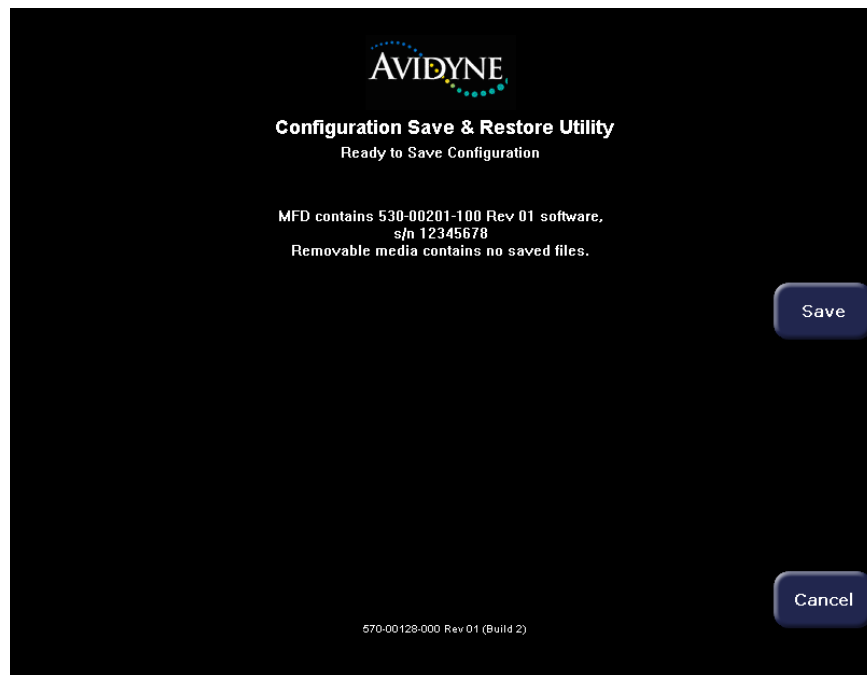 AVIDYNE
Configuration Save & Restore Utility
Ready to Save Configuration
MFD contains 530-00201-100 Rev 01 software,
s/n 12345678
Removable media contains no saved files.
Save
Cancel
570-00128-000 Rev 01 (Build 2)